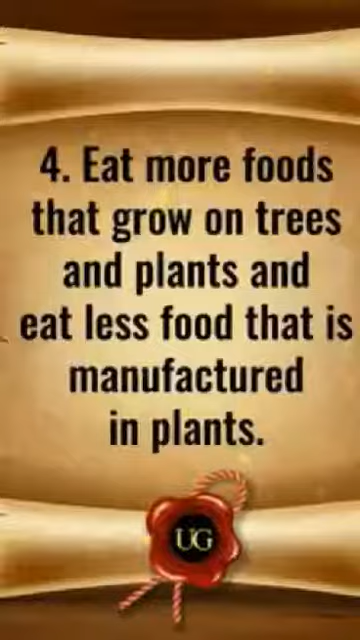 4. Eat more foods
that grow on trees
and plants and
eat less food that is
manufactured
in plants.
UG